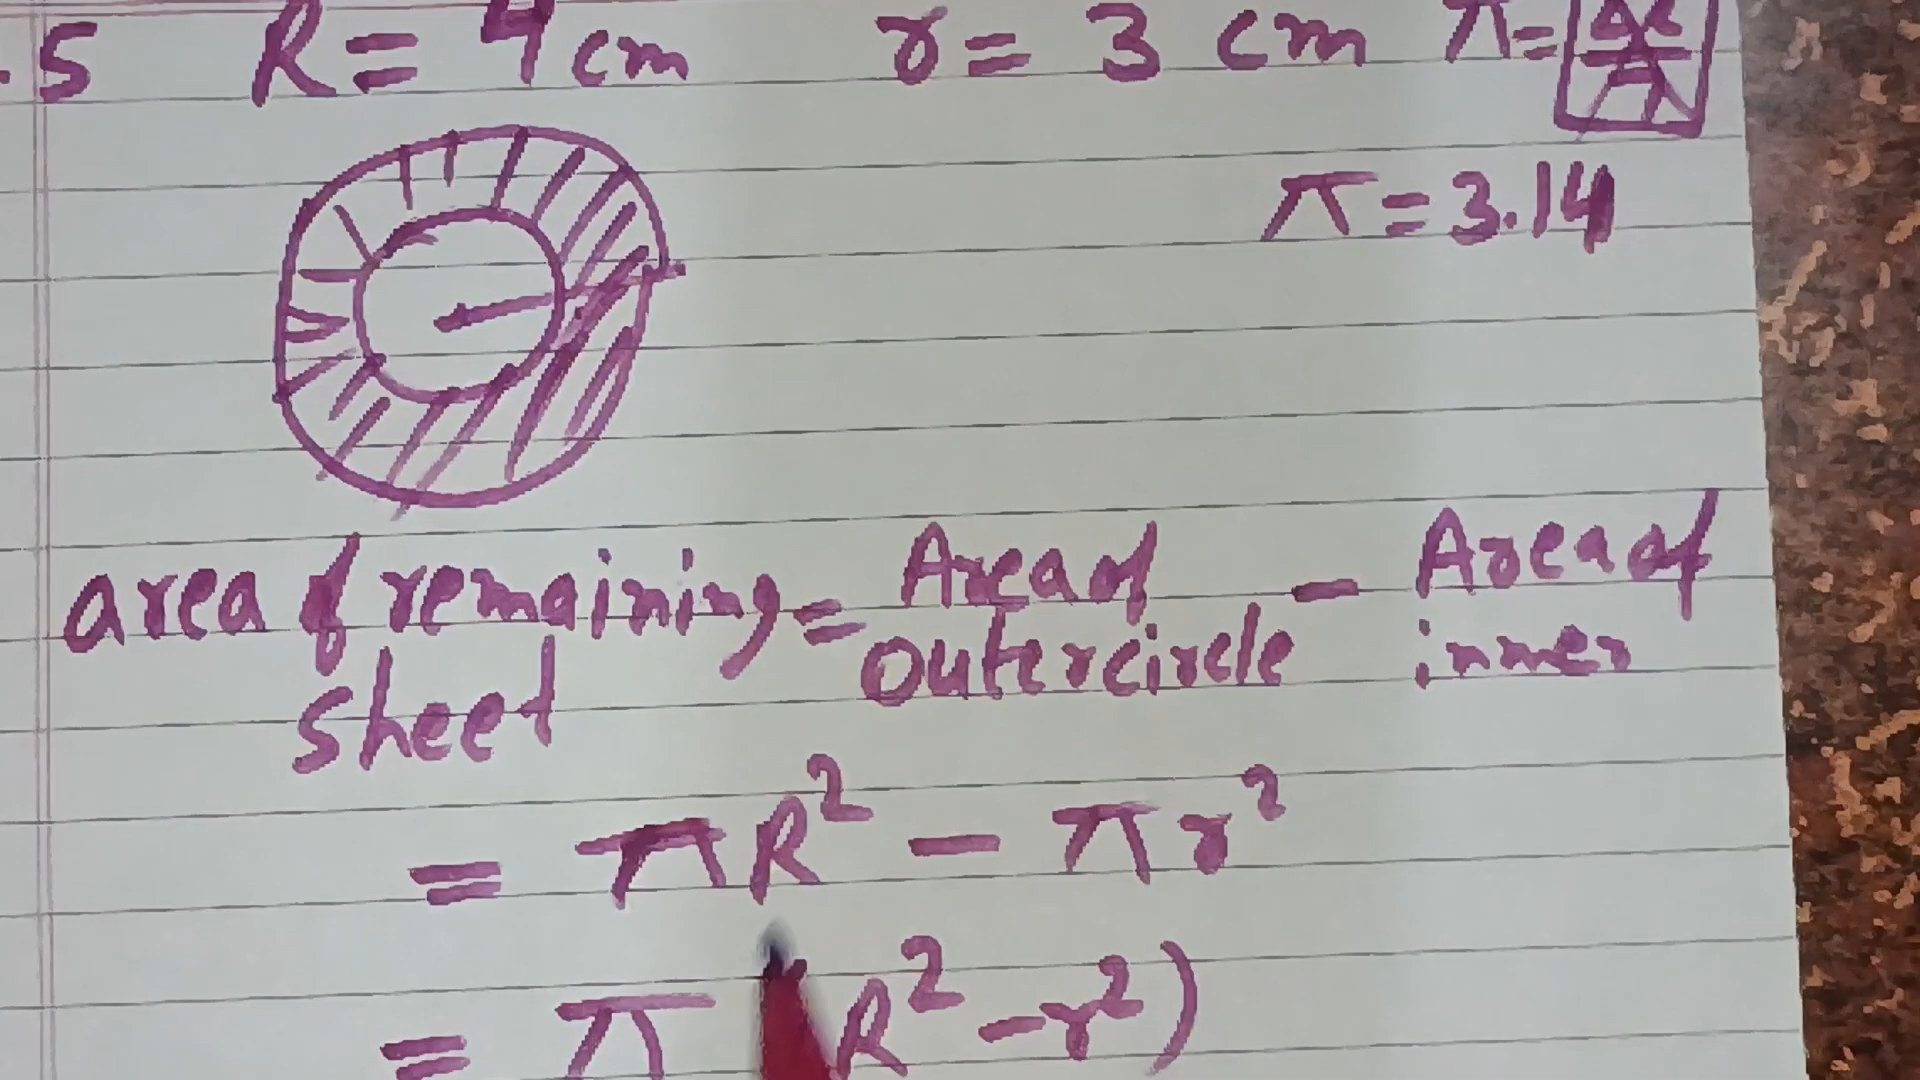 .5 R = 4 cm r = 3 cm π =
π = 3.14
area of remaining = Area of - Area of
sheet outercircle inner
= πR² - πr²
= π R² - r²)